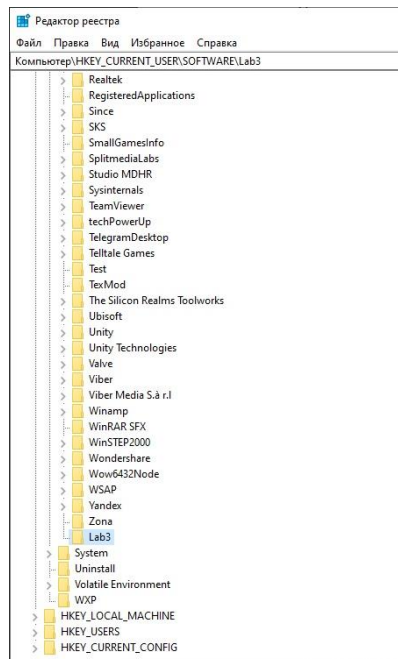 Редактор реестра
Файл Правка Вид Избранное Справка
Компьютер\HKEY_CURRENT_USER\SOFTWARE\Lab3
Realtek
RegisteredApplications
Since
SKS
SmallGamesInfo
SplitmediaLabs
Studio MDHR
Sysinternals
TeamViewer
techPowerUp
TelegramDesktop
Telltale Games
Test
TexMod
The Silicon Realms Toolworks
Ubisoft
Unity
Unity Technologies
Valve
Viber
Viber Media S.à r.l
Winamp
WinRAR SFX
WinSTEP2000
Wondershare
Wow6432Node
WSAP
Yandex
Zona
Lab3
System
Uninstall
Volatile Environment
WXP
HKEY_LOCAL_MACHINE
HKEY_USERS
HKEY_CURRENT_CONFIG